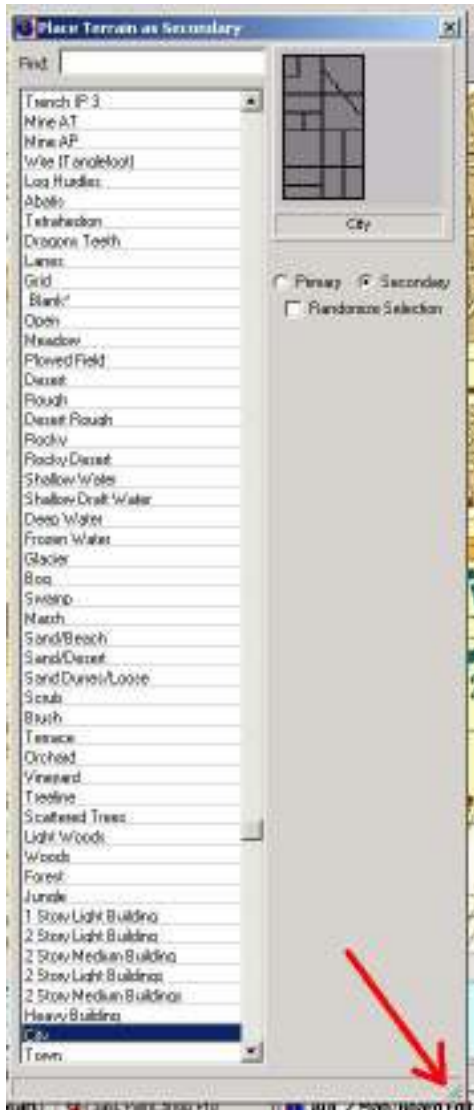 Place Terrain as Secondary
Find:
Trench IP 3
Mine AT
Mine AP
Wire (Tanglefoot)
Log Hurdles
Abatis
Tetrahedron
Dragons Teeth
Lanes
Grid
Blank*
Open
Meadow
Plowed Field
Desert
Rough
Desert Rough
Rocky
Rocky Desert
Shallow Water
Shallow Draft Water
Deep Water
Frozen Water
Glacier
Bog
Swamp
Marsh
Sand/Beach
Sand/Desert
Sand Dunes/Loose
Scrub
Brush
Terrace
Orchard
Vineyard
Treeline
Scattered Trees
Light Woods
Woods
Forest
Jungle
1 Story Light Building
2 Story Light Building
2 Story Medium Building
2 Story Light Buildings
2 Story Medium Buildings
Heavy Building
City
Town
City
Primary Secondary
Randomize Selection